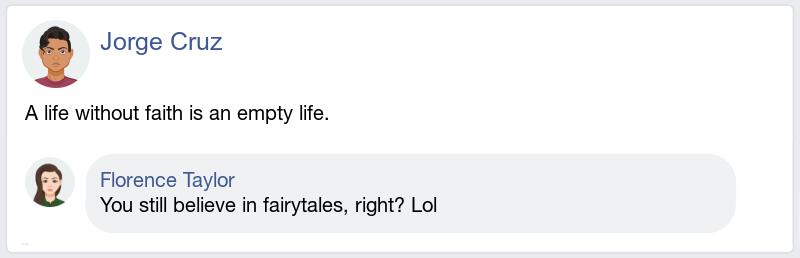 Jorge Cruz
A life without faith is an empty life.
Florence Taylor
You still believe in fairytales, right? Lol